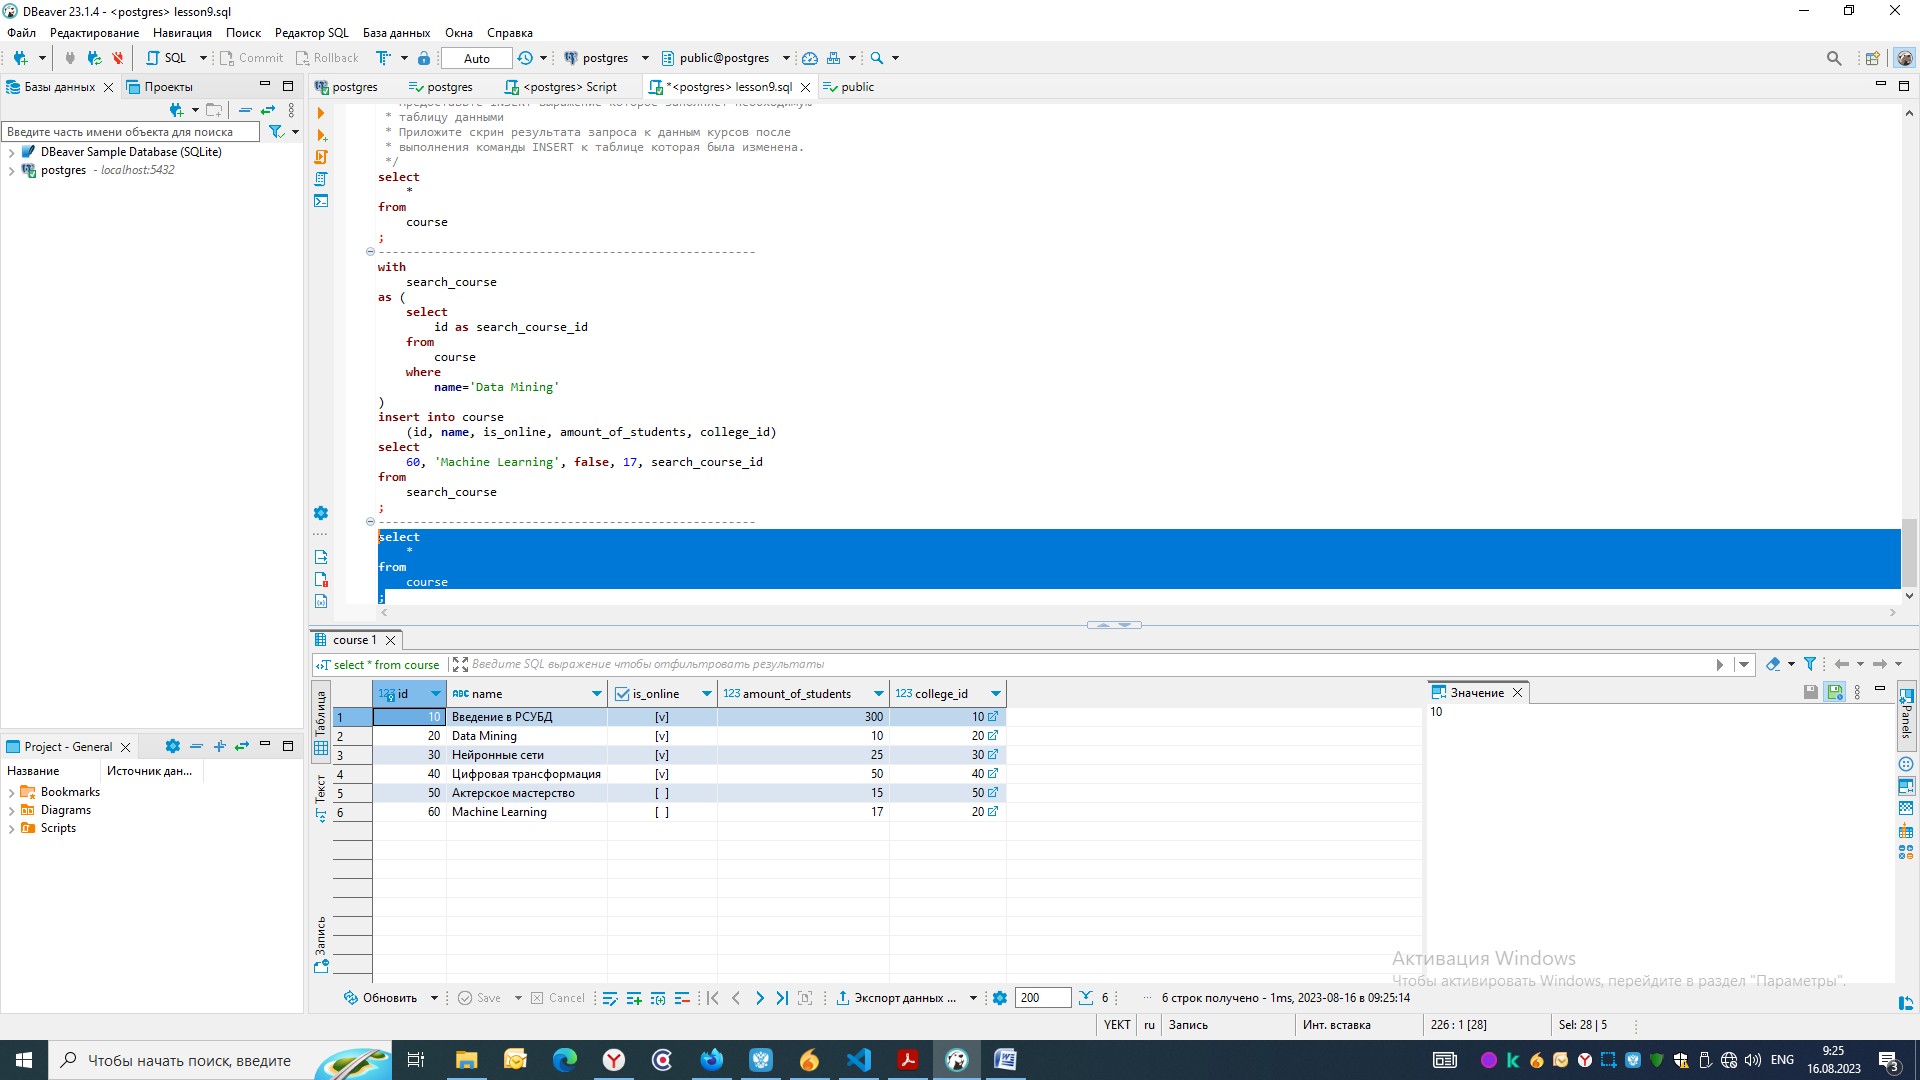 DBeaver 23.1.4 - <postgres> lesson9.sql
Файл Редактирование Навигация Поиск Редактор SQL База данных Окна Справка
SQL Commit Rollback Auto postgres public@postgres
Базы данных Проекты postgres postgres <postgres> Script *<postgres> lesson9.sql public
Введите часть имени объекта для поиска
DBeaver Sample Database (SQLite)
postgres - localhost:5432
* таблицу данными
* Приложите скрин результата запроса к данным курсов после
* выполнения команды INSERT к таблице которая была изменена.
*/
select
*
from
course
;
-----------------------------------------------------
with
search_course
as (
select
id as search_course_id
from
course
where
name='Data Mining'
)
insert into course
(id, name, is_online, amount_of_students, college_id)
select
60, 'Machine Learning', false, 17, search_course_id
from
search_course
;
-----------------------------------------------------
select
*
from
course
;
course 1
select * from course Введите SQL выражение чтобы отфильтровать результаты
Таблица
Текст
Запись
123 id ABC name is_online 123 amount_of_students 123 college_id
1 10 Введение в РСУБД [v] 300 10
2 20 Data Mining [v] 10 20
3 30 Нейронные сети [v] 25 30
4 40 Цифровая трансформация [v] 50 40
5 50 Актерское мастерство [ ] 15 50
6 60 Machine Learning [ ] 17 20
Значение
10
Panels
Project - General
Название Источник дан...
Bookmarks
Diagrams
Scripts
Активация Windows
Чтобы активировать Windows, перейдите в раздел "Параметры".
Обновить Save Cancel Экспорт данных ... 200 6 ... 6 строк получено - 1ms, 2023-08-16 в 09:25:14
YEKT ru Запись Инт. вставка 226 : 1 [28] Sel: 28 | 5
Чтобы начать поиск, введите
ENG 9:25
16.08.2023
3